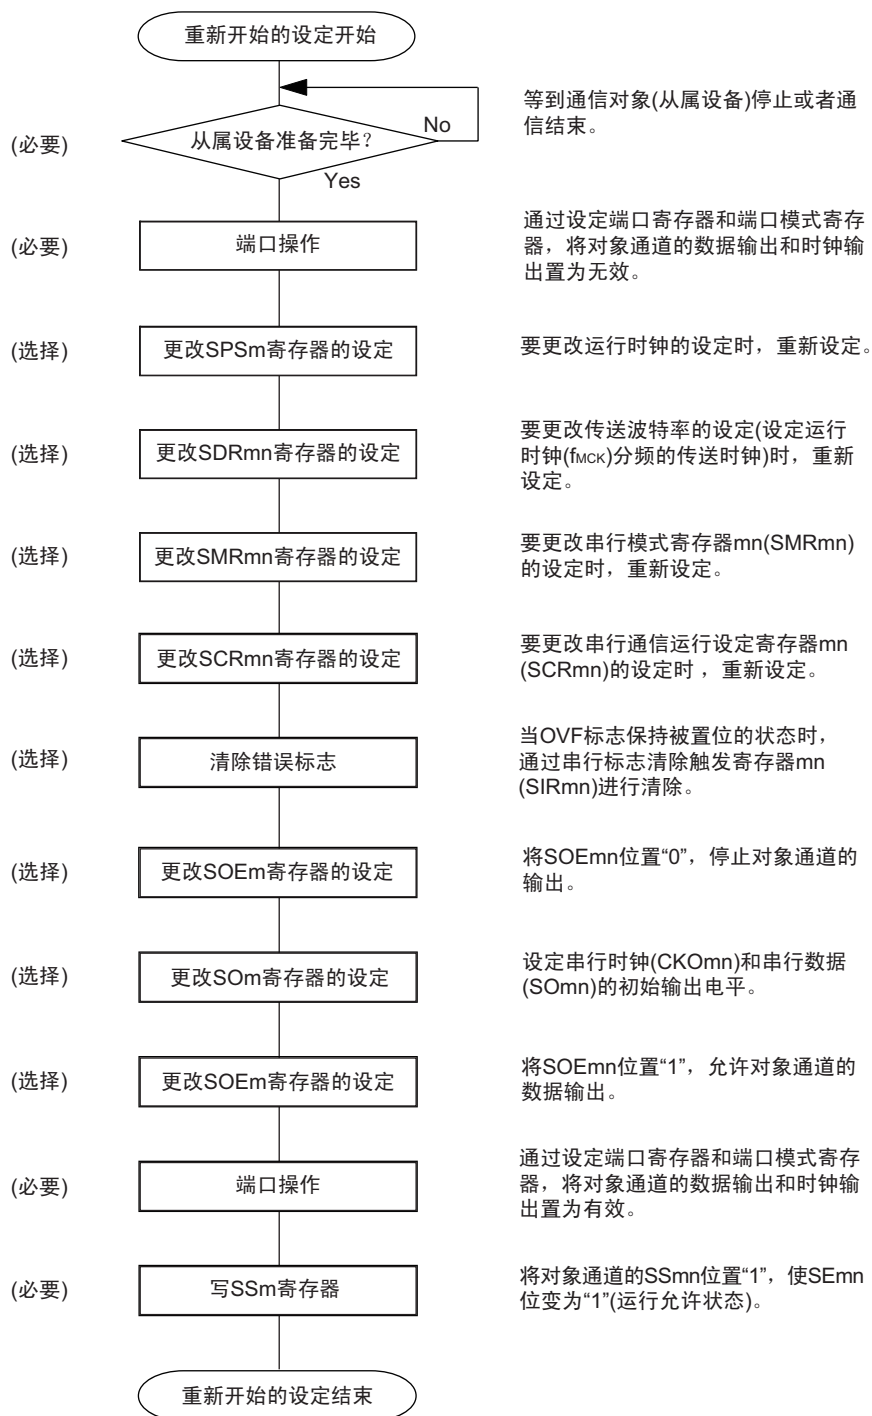 重新开始的设定开始
等到通信对象(从属设备)停止或者通
信结束。
(必要)
从属设备准备完毕?
No
Yes
(必要)
端口操作
通过设定端口寄存器和端口模式寄存
器，将对象通道的数据输出和时钟输
出置为无效。
(选择)
更改SPSm寄存器的设定
要更改运行时钟的设定时，重新设定。
(选择)
更改SDRmn寄存器的设定
要更改传送波特率的设定(设定运行
时钟(fMCK)分频的传送时钟)时，重新
设定。
(选择)
更改SMRmn寄存器的设定
要更改串行模式寄存器mn(SMRmn)
的设定时，重新设定。
(选择)
更改SCRmn寄存器的设定
要更改串行通信运行设定寄存器mn
(SCRmn)的设定时，重新设定。
(选择)
清除错误标志
当OVF标志保持被置位的状态时，
通过串行标志清除触发寄存器mn
(SIRmn)进行清除。
(选择)
更改SOEm寄存器的设定
将SOEmn位置“0”，停止对象通道的
输出。
(选择)
更改SOm寄存器的设定
设定串行时钟(CKOmn)和串行数据
(SOmn)的初始输出电平。
(选择)
更改SOEm寄存器的设定
将SOEmn位置“1”，允许对象通道的
数据输出。
(必要)
端口操作
通过设定端口寄存器和端口模式寄存
器，将对象通道的数据输出和时钟输
出置为有效。
(必要)
写SSm寄存器
将对象通道的SSmn位置“1”，使SEmn
位变为“1”(运行允许状态)。
重新开始的设定结束